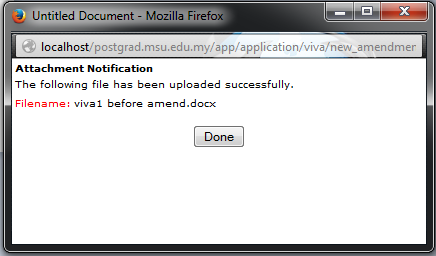 Untitled Document - Mozilla Firefox
localhost/postgrad.msu.edu.my/app/application/viva/new_amendmer
Attachment Notification
The following file has been uploaded successfully.
Filename: viva1 before amend.docx
Done